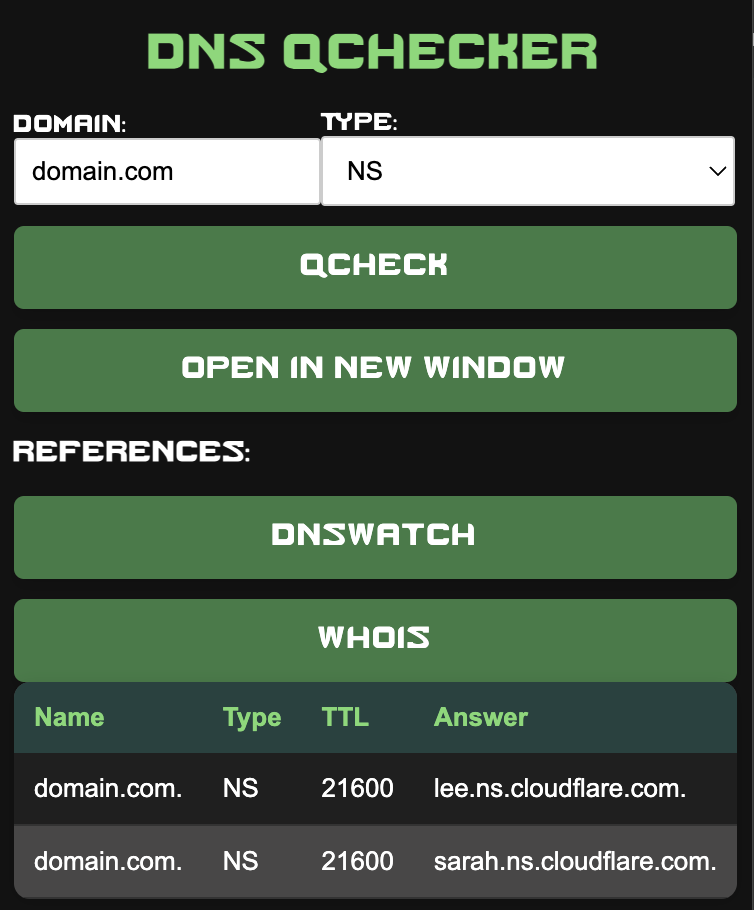 DNS QCHECKER
DOMAIN: TYPE:
domain.com NS
QCHECK
OPEN IN NEW WINDOW
REFERENCES:
DNSWATCH
WHOIS
Name Type TTL Answer
domain.com. NS 21600 lee.ns.cloudflare.com.
domain.com. NS 21600 sarah.ns.cloudflare.com.